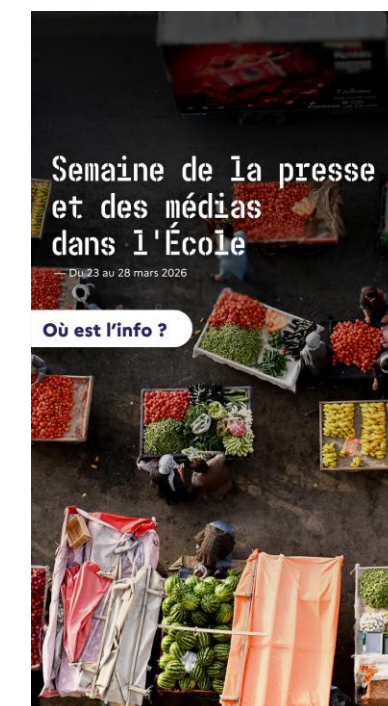 Semaine de la presse
et des médias
dans l'École
— Du 23 au 28 mars 2026
Où est l'info ?